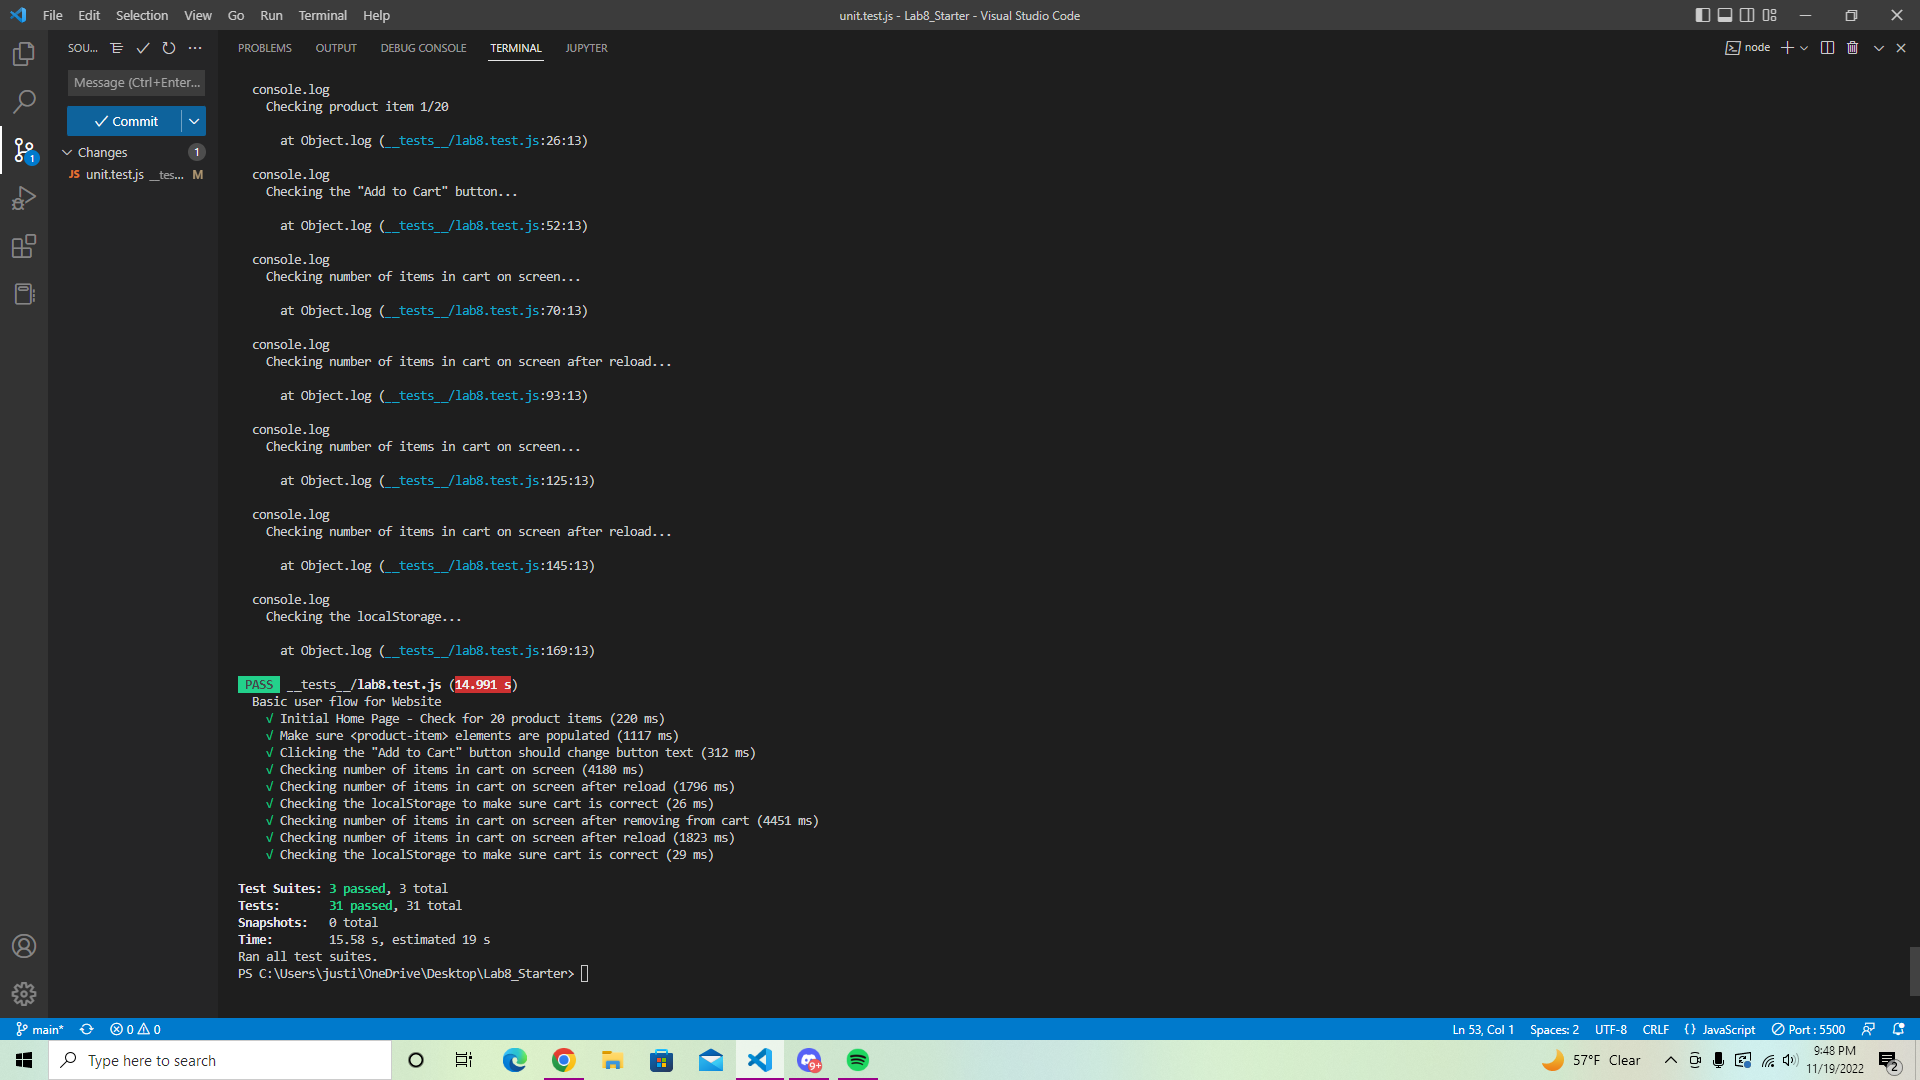 File Edit Selection View Go Run Terminal Help
unit.test.js - Lab8_Starter - Visual Studio Code
SOU...
PROBLEMS OUTPUT DEBUG CONSOLE TERMINAL JUPYTER
node
Message (Ctrl+Enter...
Commit
Changes 1
JS unit.test.js __tes... M
1
console.log
Checking product item 1/20
at Object.log (__tests__/lab8.test.js:26:13)
console.log
Checking the "Add to Cart" button...
at Object.log (__tests__/lab8.test.js:52:13)
console.log
Checking number of items in cart on screen...
at Object.log (__tests__/lab8.test.js:70:13)
console.log
Checking number of items in cart on screen after reload...
at Object.log (__tests__/lab8.test.js:93:13)
console.log
Checking number of items in cart on screen...
at Object.log (__tests__/lab8.test.js:125:13)
console.log
Checking number of items in cart on screen after reload...
at Object.log (__tests__/lab8.test.js:145:13)
console.log
Checking the localStorage...
at Object.log (__tests__/lab8.test.js:169:13)
PASS __tests__/lab8.test.js (14.991 s)
Basic user flow for Website
√ Initial Home Page - Check for 20 product items (220 ms)
√ Make sure <product-item> elements are populated (1117 ms)
√ Clicking the "Add to Cart" button should change button text (312 ms)
√ Checking number of items in cart on screen (4180 ms)
√ Checking number of items in cart on screen after reload (1796 ms)
√ Checking the localStorage to make sure cart is correct (26 ms)
√ Checking number of items in cart on screen after removing from cart (4451 ms)
√ Checking number of items in cart on screen after reload (1823 ms)
√ Checking the localStorage to make sure cart is correct (29 ms)
Test Suites: 3 passed, 3 total
Tests: 31 passed, 31 total
Snapshots: 0 total
Time: 15.58 s, estimated 19 s
Ran all test suites.
PS C:\Users\justi\OneDrive\Desktop\Lab8_Starter>
main* 0 0
Ln 53, Col 1 Spaces: 2 UTF-8 CRLF {} JavaScript Port : 5500
Type here to search
9+
57°F Clear
9:48 PM
11/19/2022
2